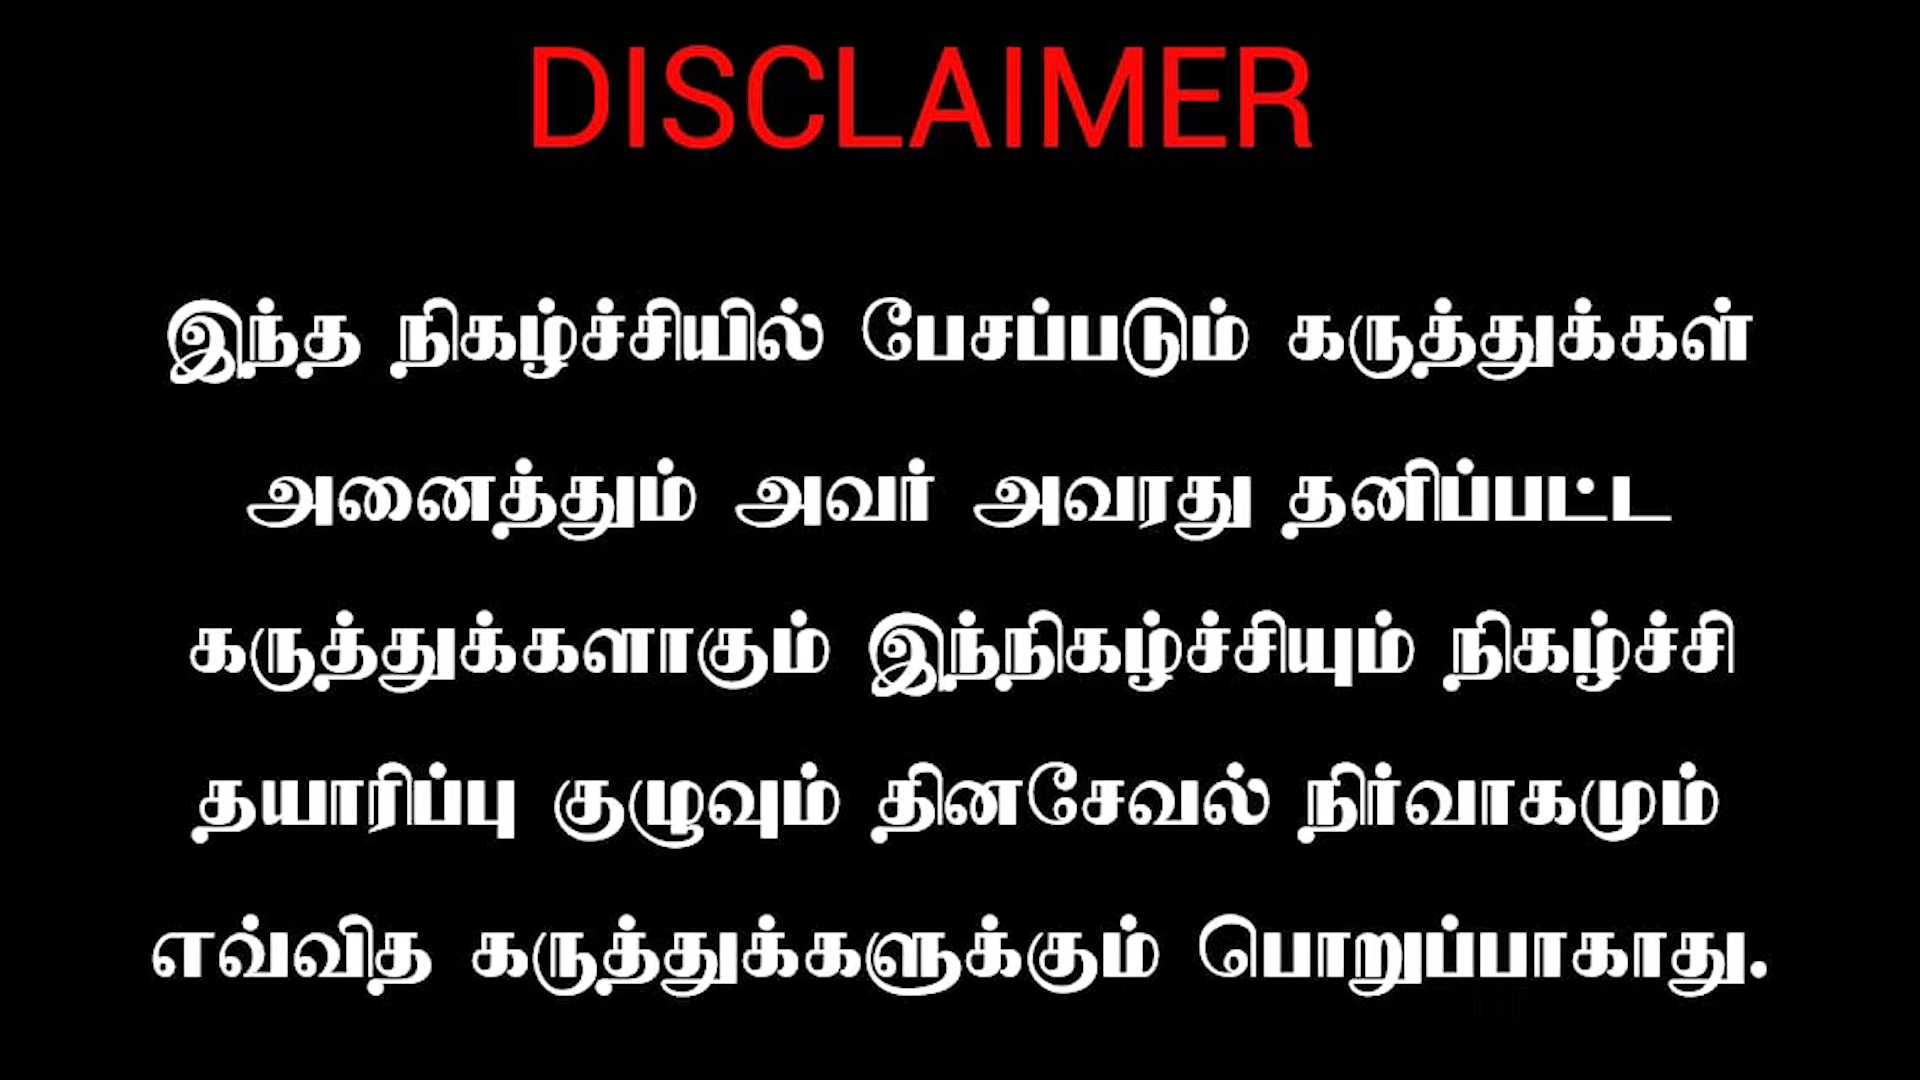 DISCLAIMER
இந்த நிகழ்ச்சியில் பேசப்படும் கருத்துக்கள்
அனைத்தும் அவர் அவரது தனிப்பட்ட
கருத்துக்களாகும் இந்நிகழ்ச்சியும் நிகழ்ச்சி
தயாரிப்பு குழுவும் தினசேவல் நிர்வாகமும்
எவ்வித கருத்துக்களுக்கும் பொறுப்பாகாது.